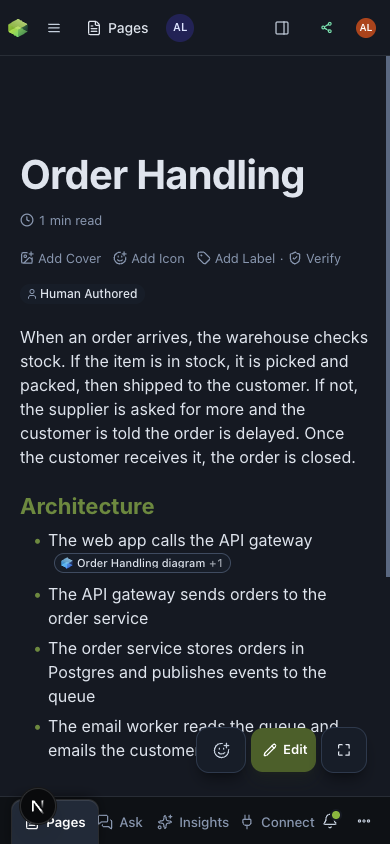 Pages AL AL
Order Handling
1 min read
Add Cover Add Icon Add Label · Verify
Human Authored
When an order arrives, the warehouse checks
stock. If the item is in stock, it is picked and
packed, then shipped to the customer. If not,
the supplier is asked for more and the
customer is told the order is delayed. Once
the customer receives it, the order is closed.
Architecture
• The web app calls the API gateway
Order Handling diagram +1
• The API gateway sends orders to the
order service
• The order service stores orders in
Postgres and publishes events to the
queue
• The email worker reads the queue and
emails the custome
Edit
N
Pages Ask Insights Connect